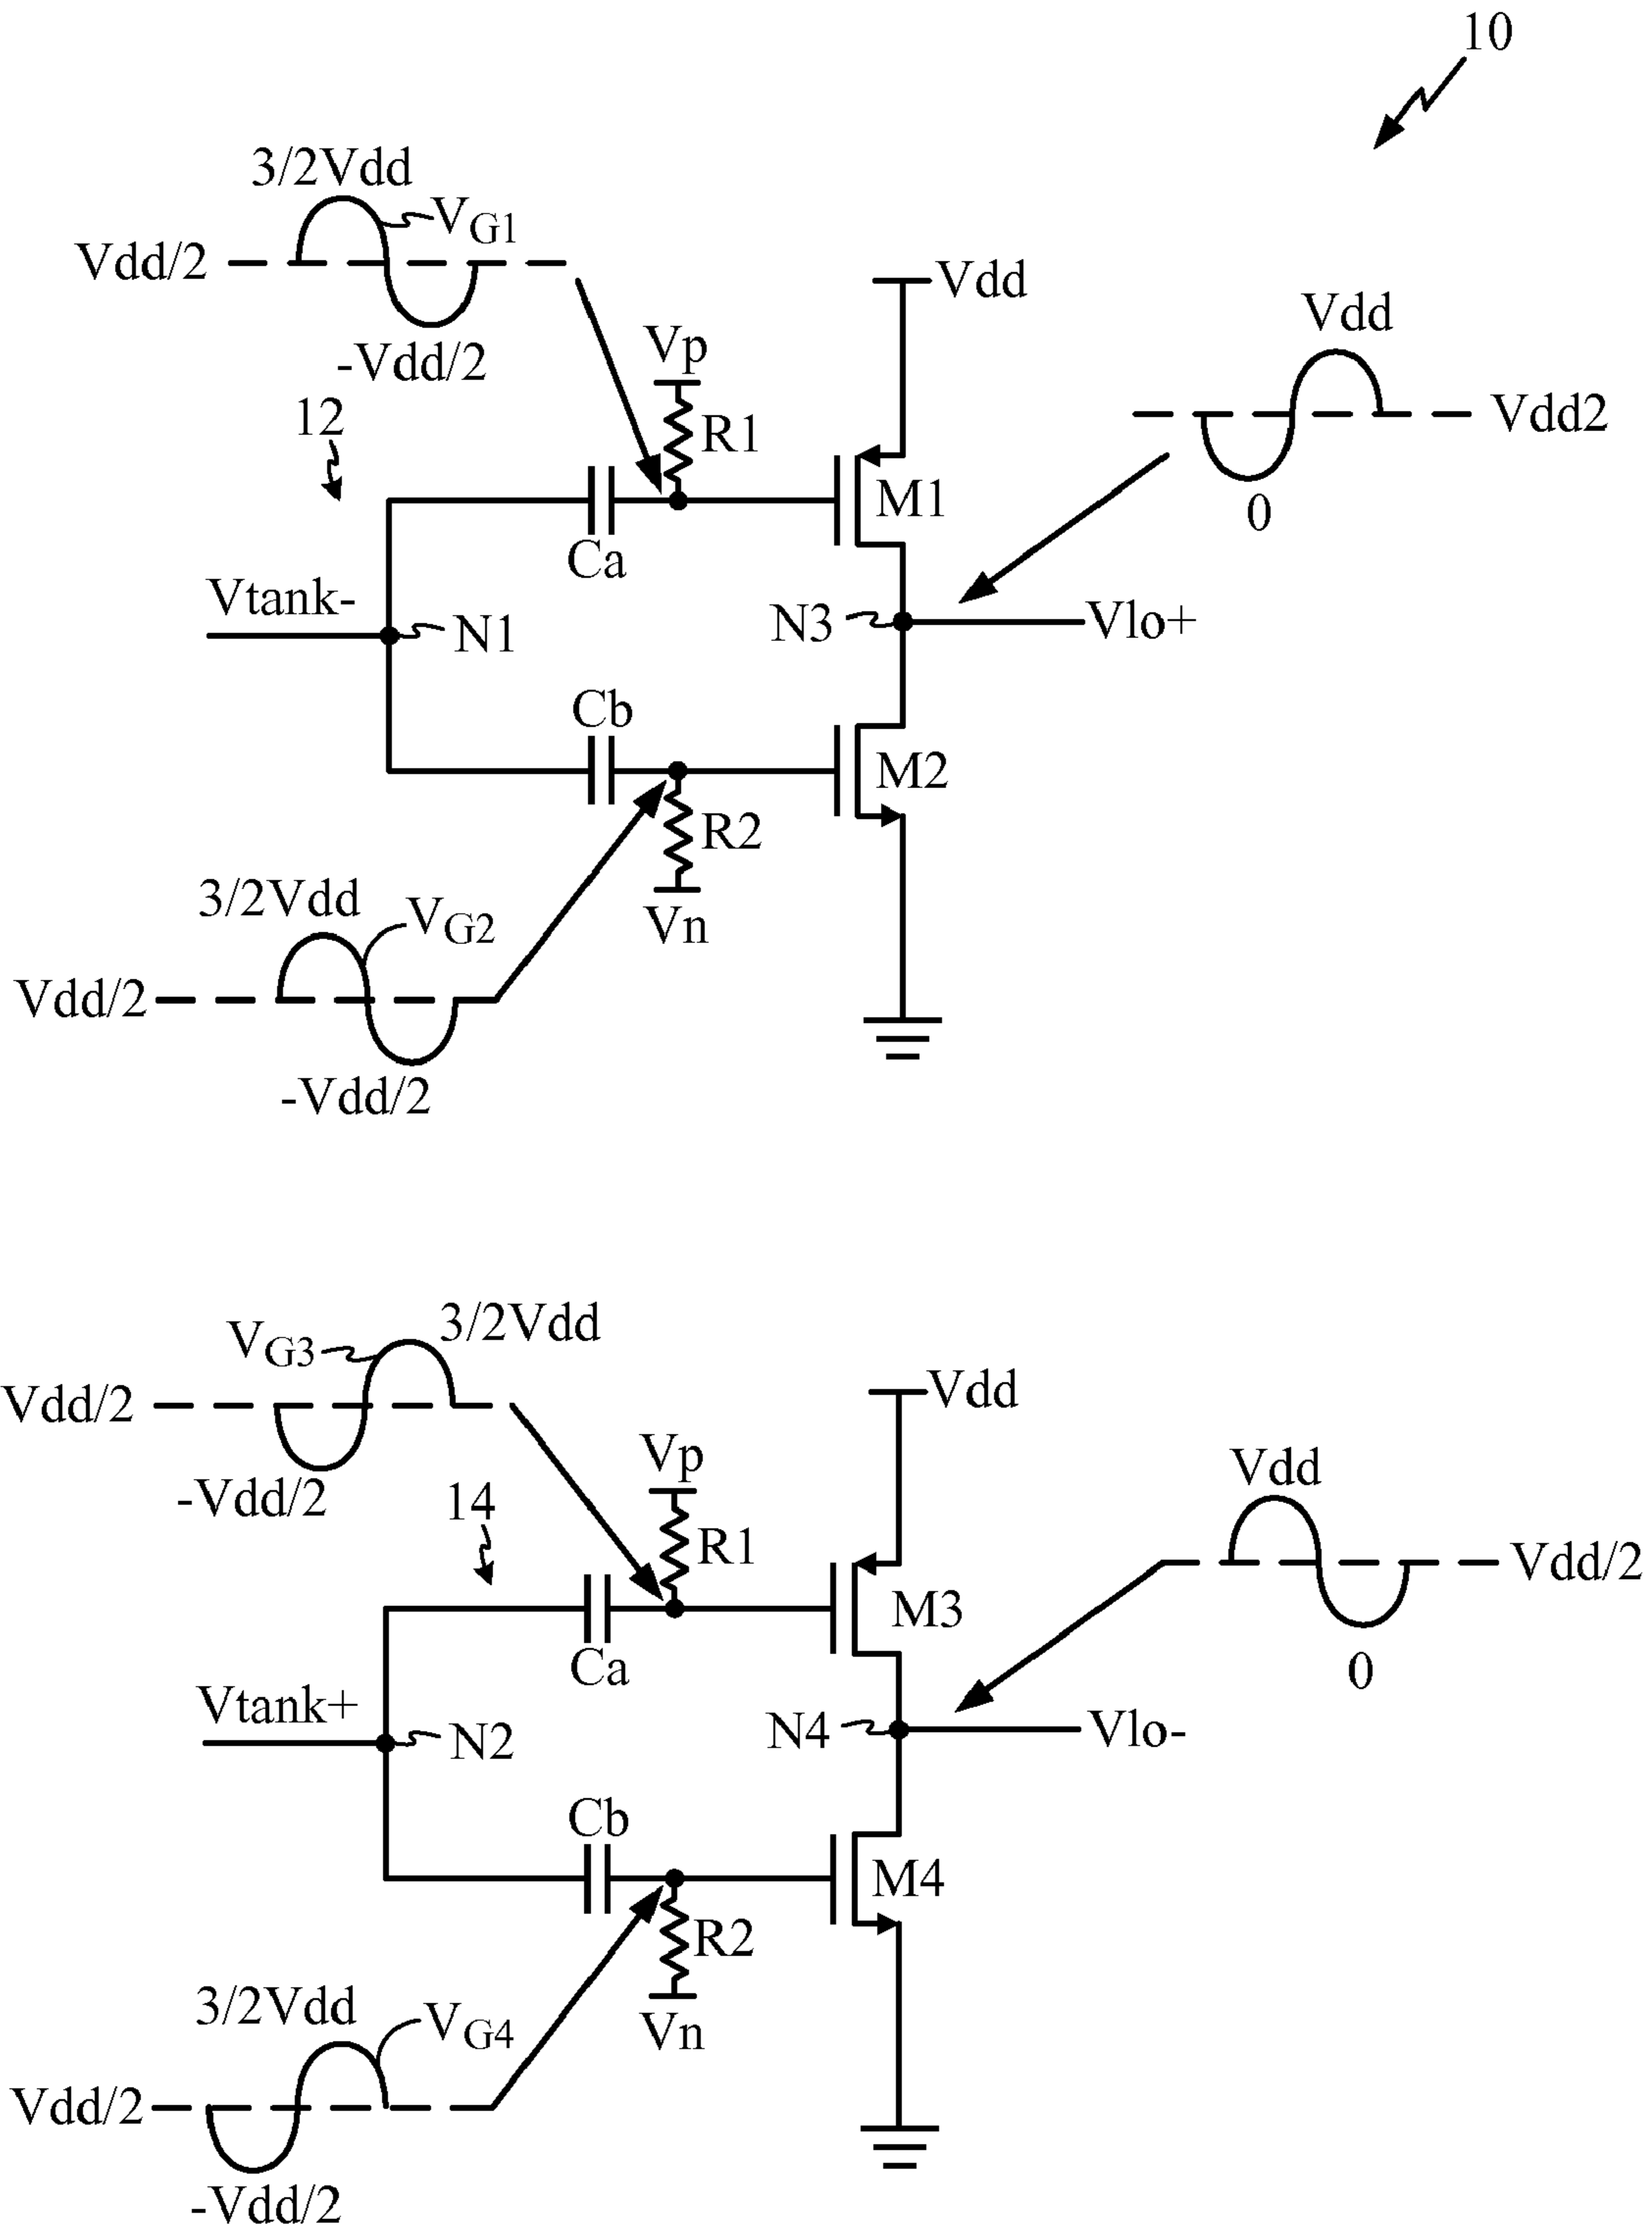 10
3/2Vdd
VG1
Vdd/2
-Vdd/2
Vdd
Vdd
Vdd2
0
12
Vp
R1
M1
Ca
Vtank-
N1
N3
Vlo+
Cb
M2
R2
Vn
3/2Vdd
VG2
Vdd/2
-Vdd/2
VG3
3/2Vdd
Vdd/2
-Vdd/2
Vdd
Vdd
Vdd/2
0
14
Vp
R1
M3
Ca
Vtank+
N2
N4
Vlo-
Cb
M4
R2
Vn
3/2Vdd
VG4
Vdd/2
-Vdd/2